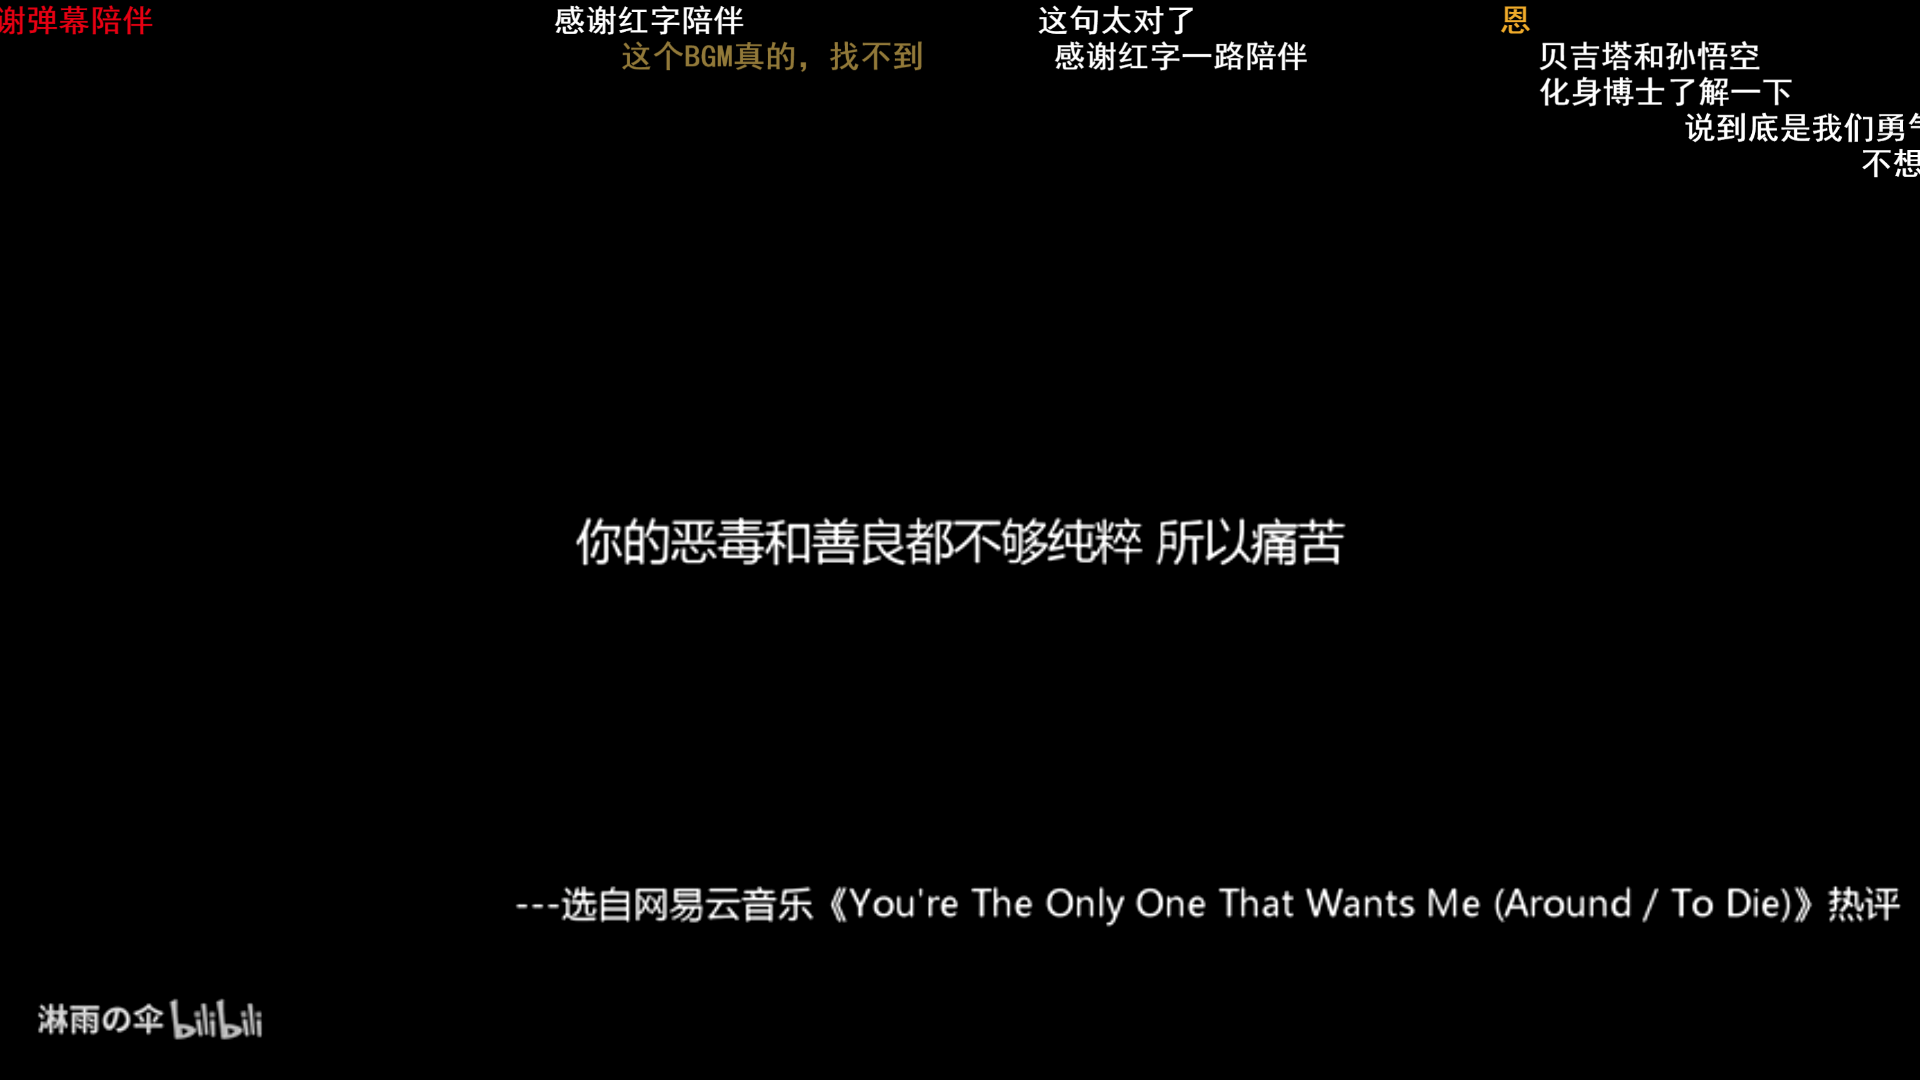 谢弹幕陪伴
感谢红字陪伴
这句太对了
恩
这个BGM真的，找不到
感谢红字一路陪伴
贝吉塔和孙悟空
化身博士了解一下
说到底是我们勇气
不想
你的恶毒和善良都不够纯粹 所以痛苦
---选自网易云音乐《You're The Only One That Wants Me (Around / To Die)》热评
淋雨の伞 bilibili